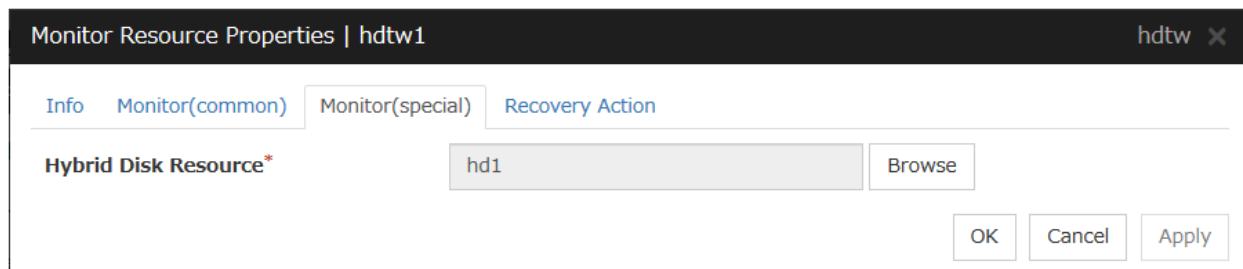 Monitor Resource Properties | hdtw1 hdtw ×
Info Monitor(common) Monitor(special) Recovery Action
Hybrid Disk Resource* hd1 Browse
OK Cancel Apply